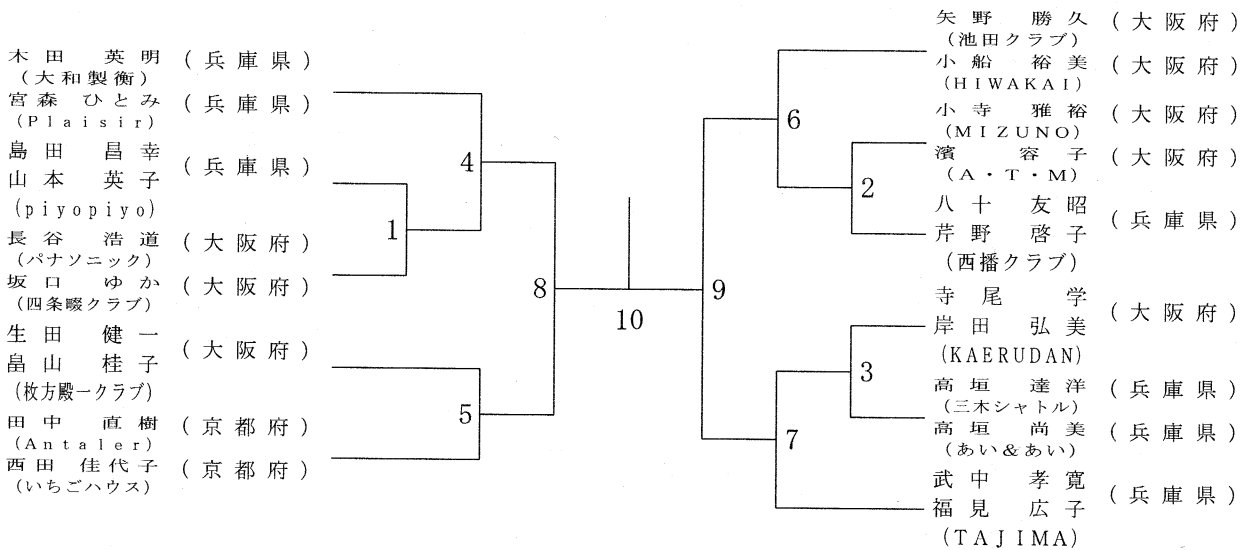 木田 英明 (兵庫県)
(大和製衡)
宮森 ひとみ (兵庫県)
(Plaisir)
島田 昌幸
(兵庫県)
山本 英子
(piyopiyo)
長谷 浩道 (大阪府)
(パナソニック)
坂口 ゆか (大阪府)
(四条畷クラブ)
生田 健一
(大阪府)
畠山 桂子
(枚方殿一クラブ)
田中 直樹 (京都府)
(Antaler)
西田 佳代子 (京都府)
(いちごハウス)
4
1
8
5
10
9
6
2
3
7
矢野 勝久 (大阪府)
(池田クラブ)
小船 裕美 (大阪府)
(HIWAKAI)
小寺 雅裕 (大阪府)
(MIZUNO)
濱 容子 (大阪府)
(A・T・M)
八十 友昭
(兵庫県)
芹野 啓子
(西播クラブ)
寺尾 学
(大阪府)
岸田 弘美
(KAERUDAN)
高垣 達洋 (兵庫県)
(三木シャトル)
高垣 尚美 (兵庫県)
(あい&あい)
武中 孝寛
(兵庫県)
福見 広子
(TAJIMA)